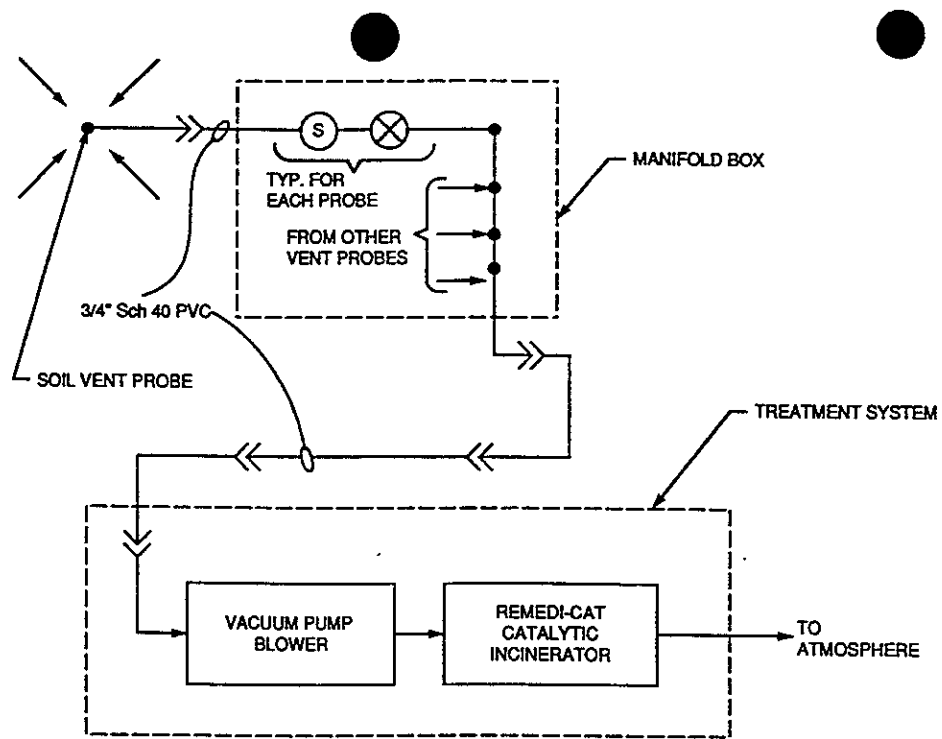 S
TYP. FOR
EACH PROBE
FROM OTHER
VENT PROBES
MANIFOLD BOX
3/4" Sch 40 PVC
SOIL VENT PROBE
TREATMENT SYSTEM
VACUUM PUMP
BLOWER
REMEDI-CAT
CATALYTIC
INCINERATOR
TO
ATMOSPHERE